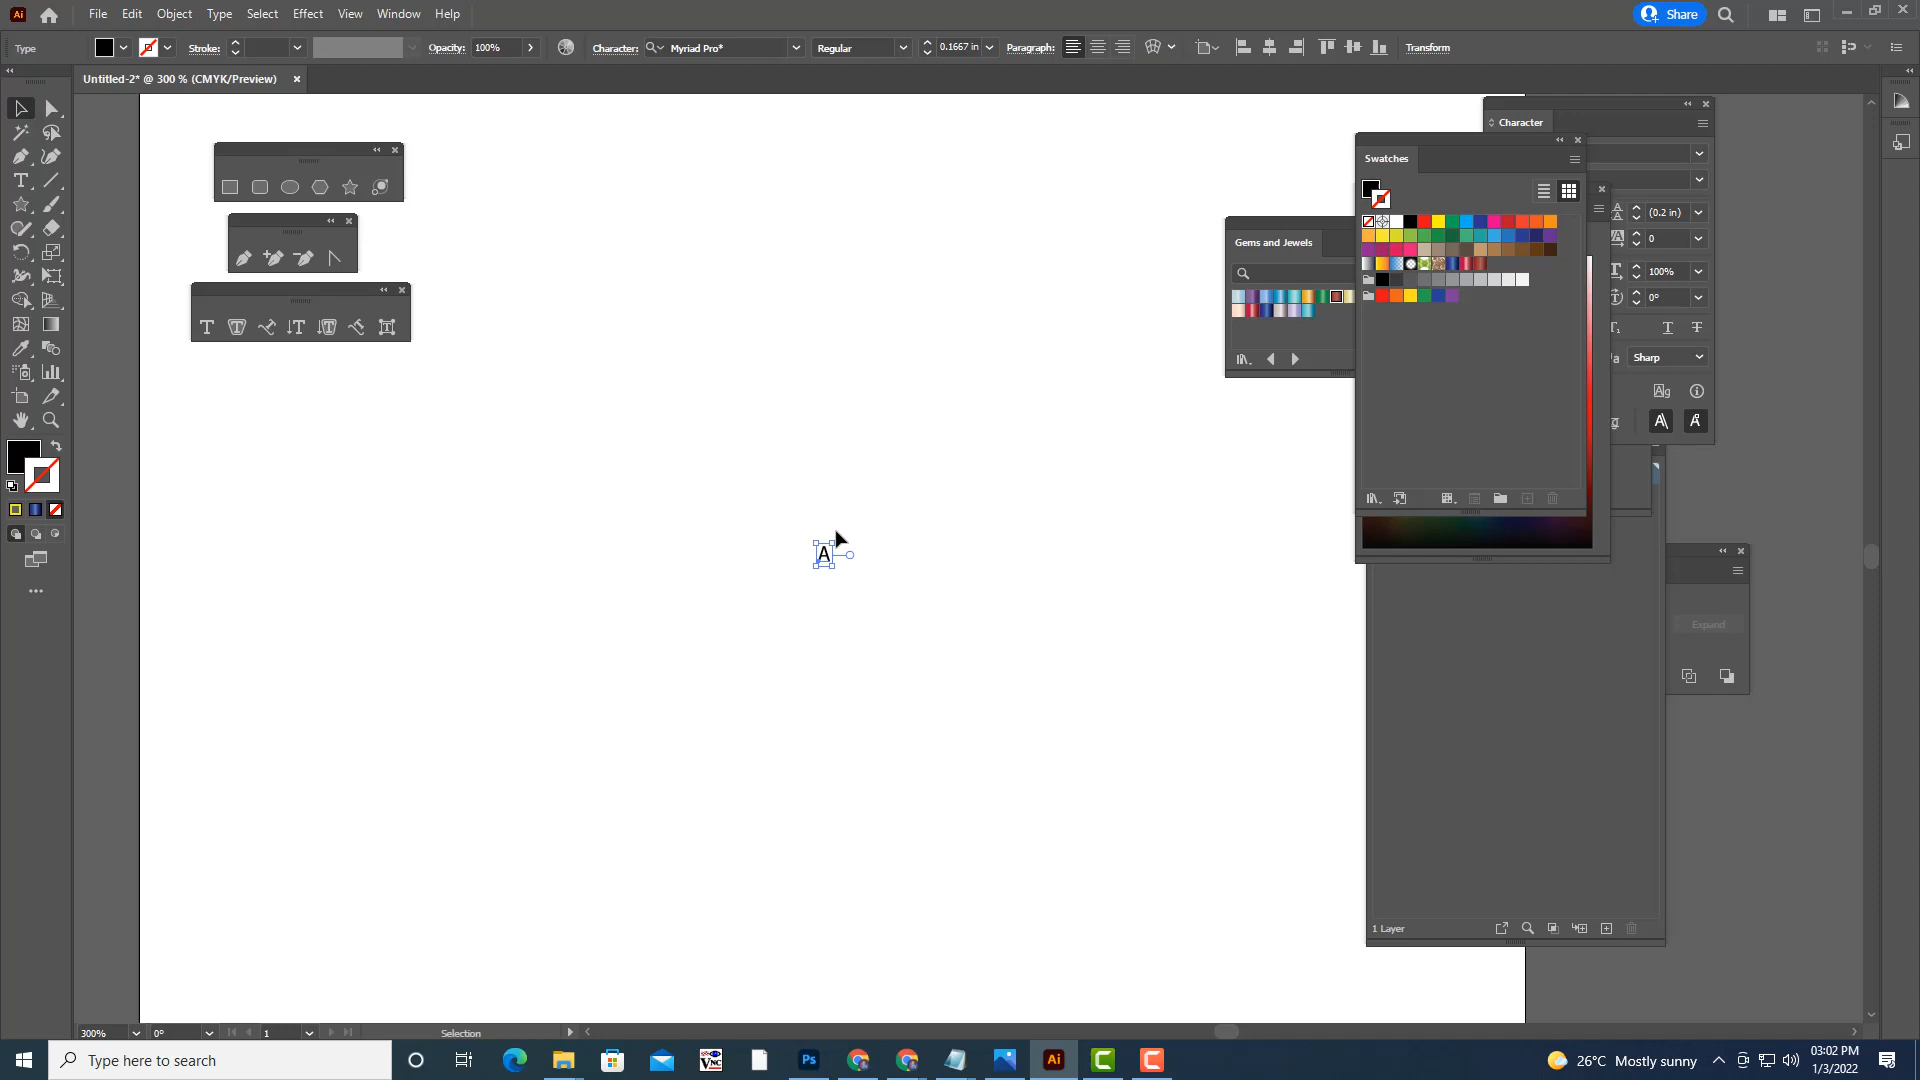 Ai File Edit Object Type Select Effect View Window Help Share
Type Stroke: Opacity: 100% Character: Myriad Pro* Regular 0.1667 in Paragraph: Transform
Untitled-2* @ 300 % (CMYK/Preview)
Character
Swatches
(0.2 in)
Gems and Jewels
0
100%
0°
Sharp
A
Expand
1 Layer
300% 0° 1 Selection
Type here to search
Ps Ai
26°C Mostly sunny
03:02 PM
1/3/2022